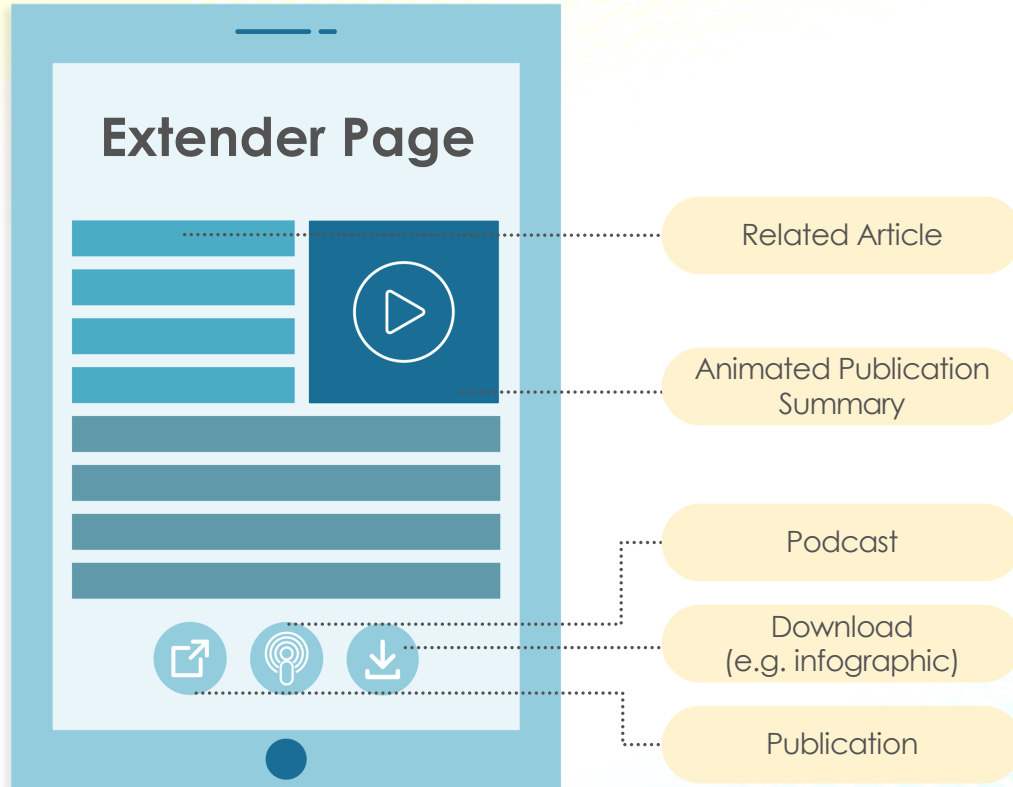 Extender Page
Related Article
Animated Publication
Summary
Podcast
Download
(e.g. infographic)
Publication